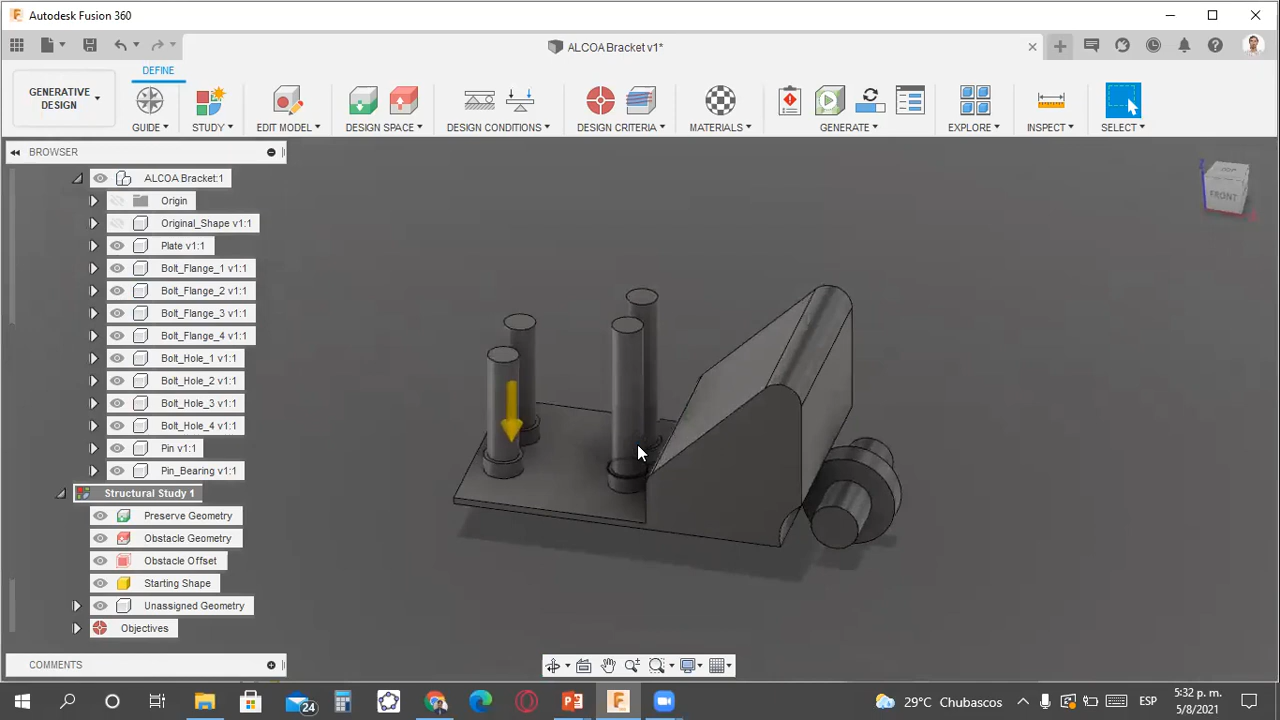 Autodesk Fusion 360
ALCOA Bracket v1*
GENERATIVE DESIGN
DEFINE
GUIDE
STUDY
EDIT MODEL
DESIGN SPACE
DESIGN CONDITIONS
DESIGN CRITERIA
MATERIALS
GENERATE
EXPLORE
INSPECT
SELECT
BROWSER
ALCOA Bracket:1
Origin
Original_Shape v1:1
Plate v1:1
Bolt_Flange_1 v1:1
Bolt_Flange_2 v1:1
Bolt_Flange_3 v1:1
Bolt_Flange_4 v1:1
Bolt_Hole_1 v1:1
Bolt_Hole_2 v1:1
Bolt_Hole_3 v1:1
Bolt_Hole_4 v1:1
Pin v1:1
Pin_Bearing v1:1
Structural Study 1
Preserve Geometry
Obstacle Geometry
Obstacle Offset
Starting Shape
Unassigned Geometry
Objectives
COMMENTS
Z
TOP
FRONT
24
29°C Chubascos
ESP
5:32 p. m.
5/8/2021